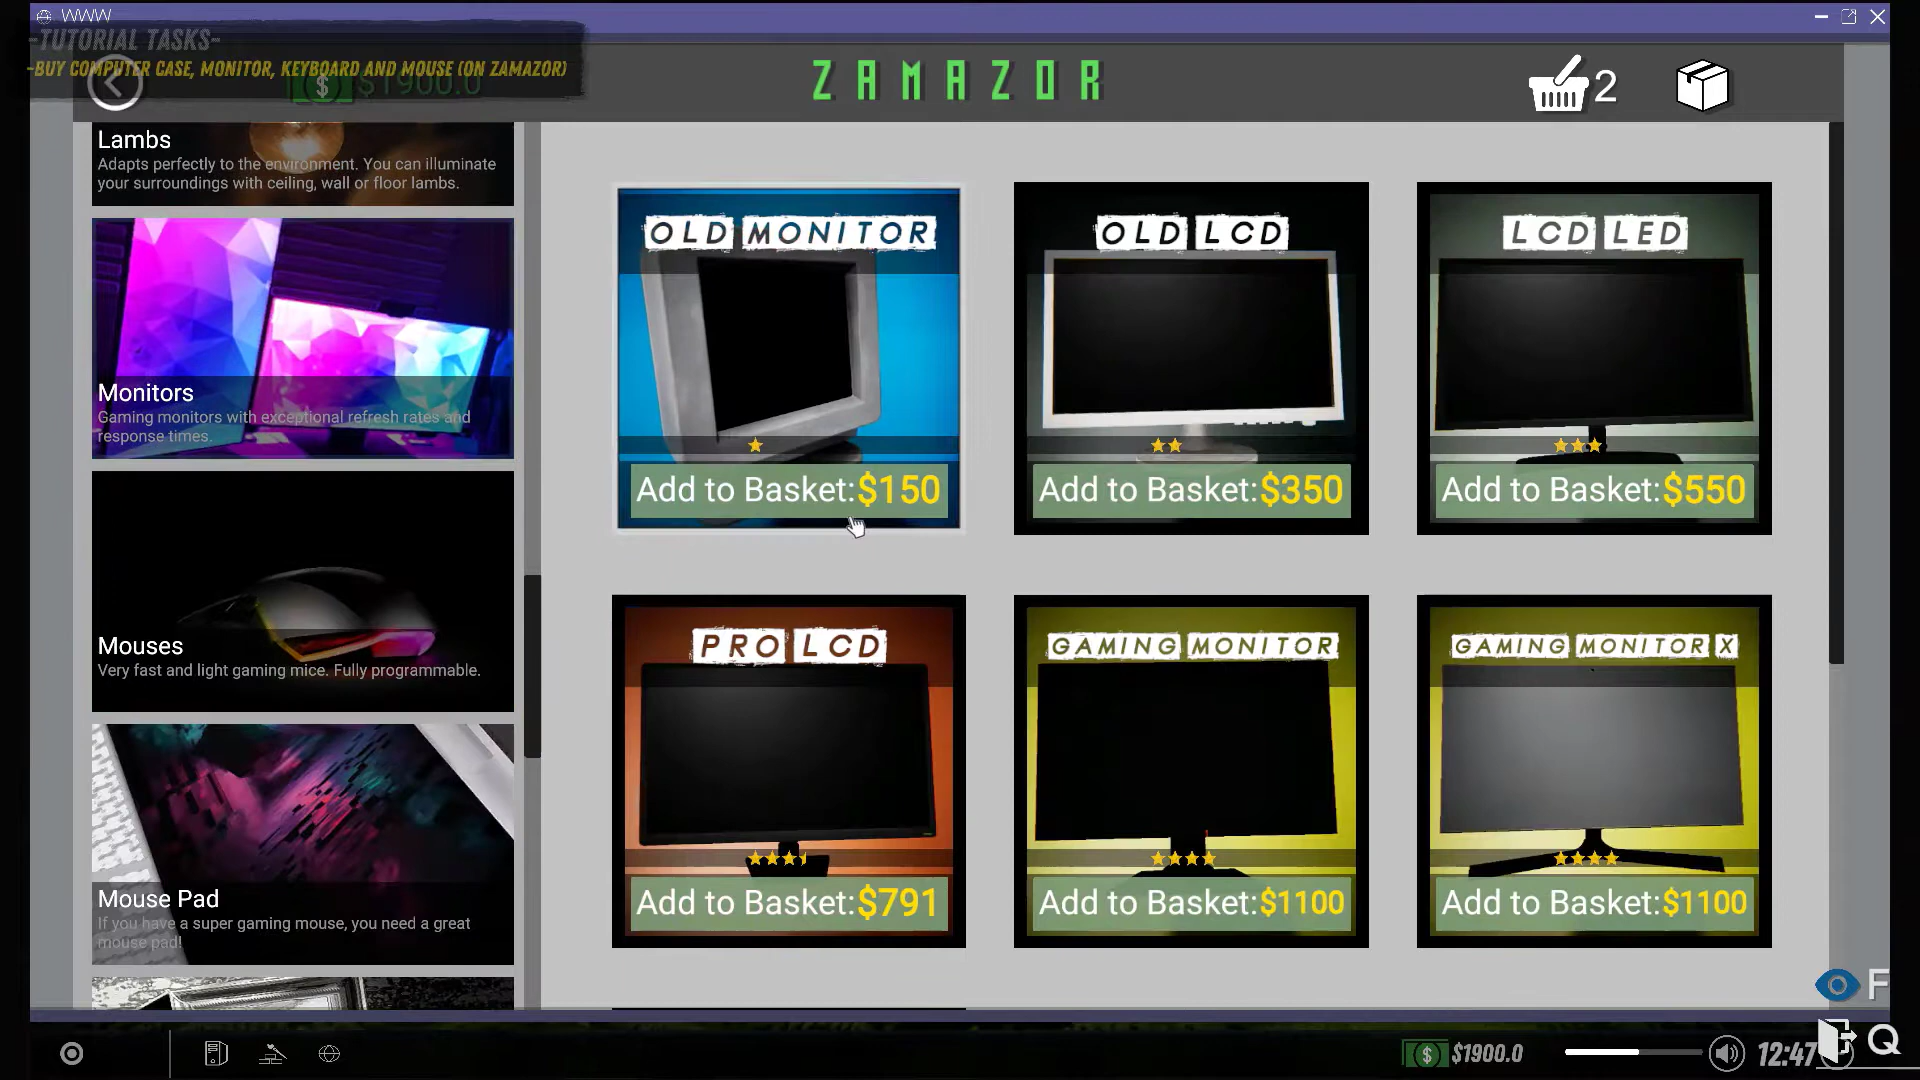 WWW
-TUTORIAL TASKS-
-BUY COMPUTER CASE, MONITOR, KEYBOARD AND MOUSE (ON ZAMAZOR)
$1900.0
ZAMAZOR
2
Lambs
Adapts perfectly to the environment. You can illuminate
your surroundings with ceiling, wall or floor lambs.
Monitors
Gaming monitors with exceptional refresh rates and
response times.
Mouses
Very fast and light gaming mice. Fully programmable.
Mouse Pad
If you have a super gaming mouse, you need a great
mouse pad!
OLD MONITOR
Add to Basket:$150
OLD LCD
Add to Basket:$350
LCD LED
Add to Basket:$550
PRO LCD
Add to Basket:$791
GAMING MONITOR
Add to Basket:$1100
GAMING MONITOR X
Add to Basket:$1100
F
$1900.0
12:47
Q